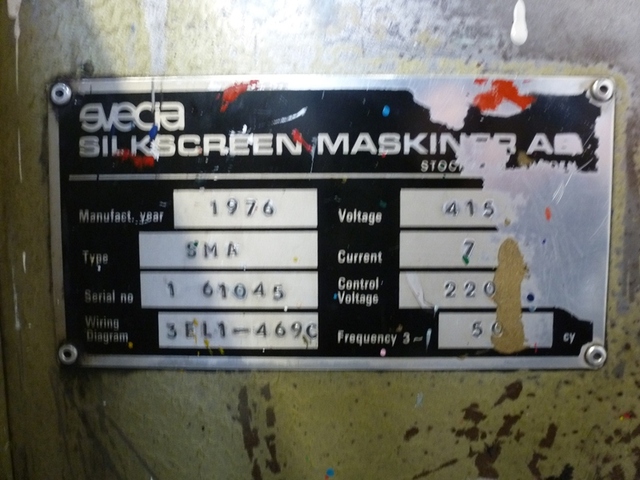 svecia
SILKSCREEN MASKINER AB
Manufact. year 1976
Voltage 415
Type SMA
Current 7
Serial no 1 61045
Control Voltage 220
Wiring Diagram 3EL1-469C
Frequency 3~ 50 cy